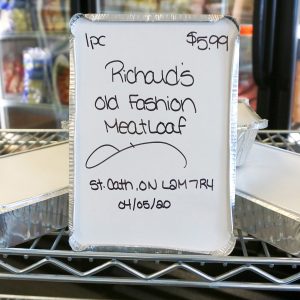 1pc $5.99
Richard's
Old Fashion
Meatloaf
St. Cath, ON L2M 7R4
04/05/20